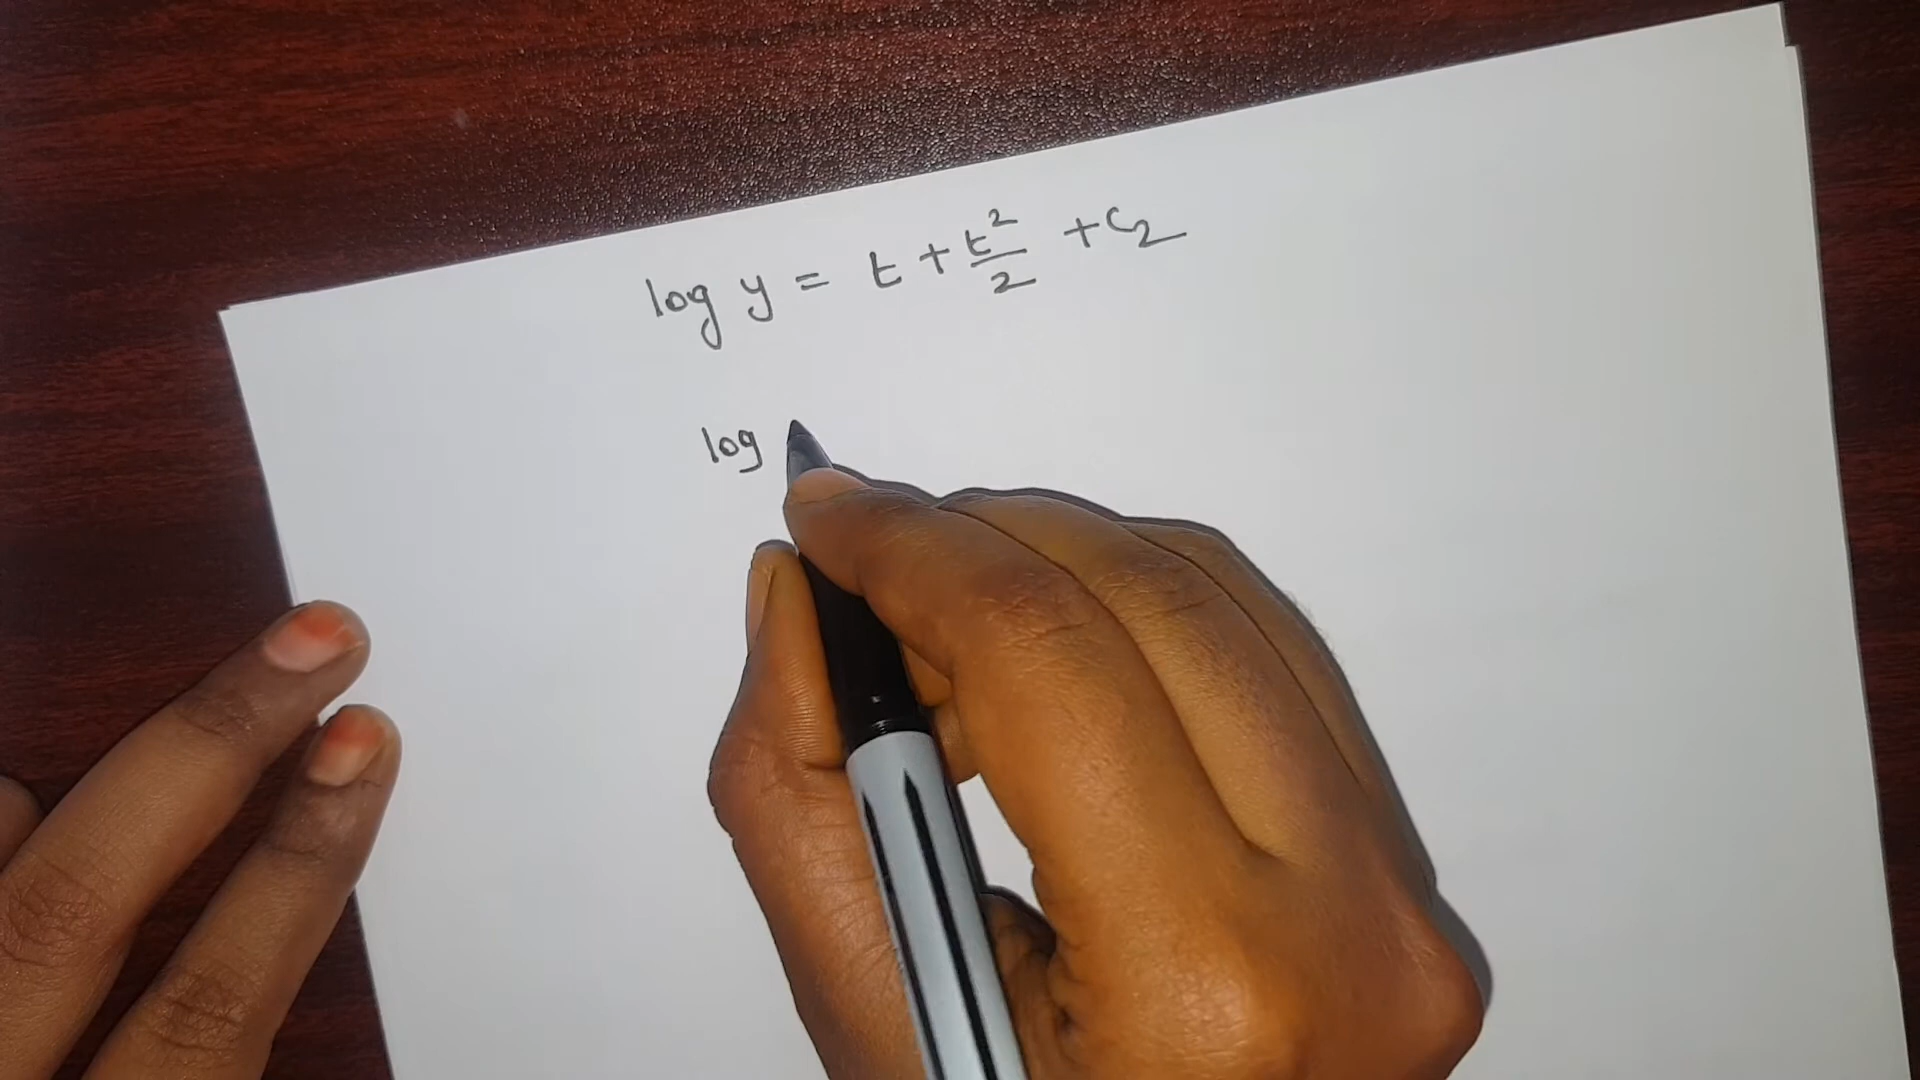 log y = t + t²/2 + c₂
log